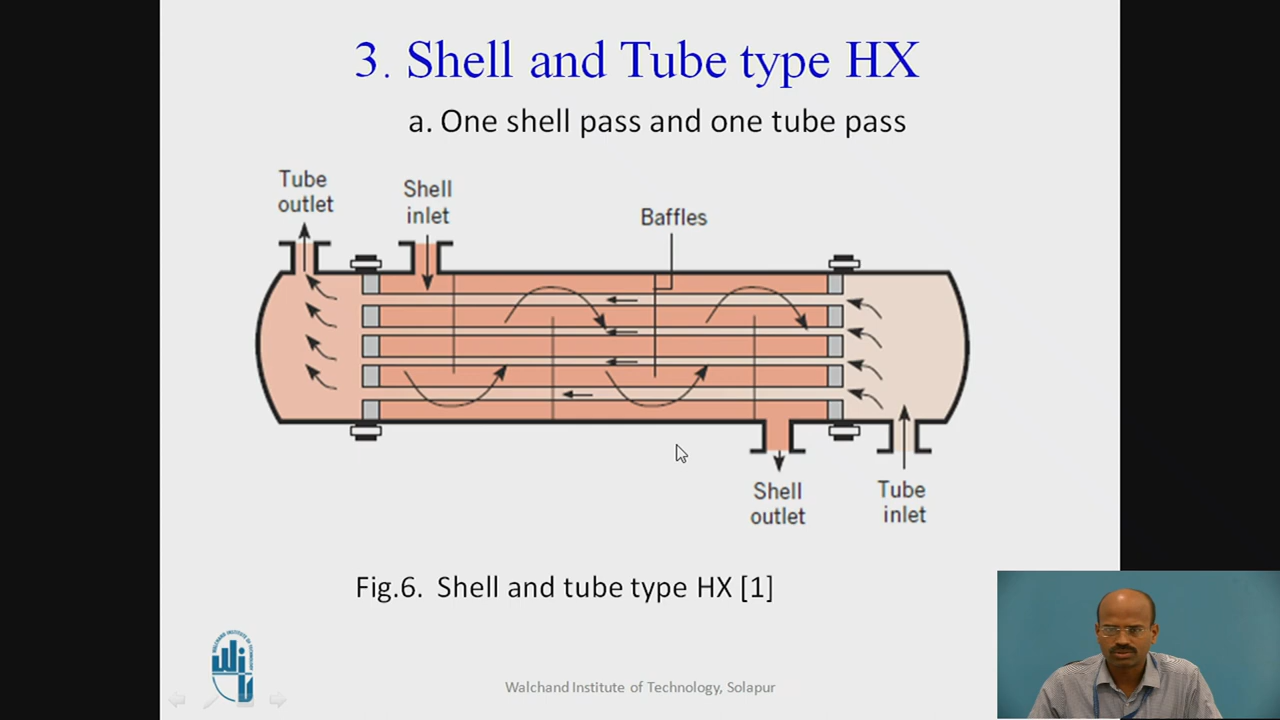 3. Shell and Tube type HX
a. One shell pass and one tube pass
Tube
outlet
Shell
inlet
Baffles
Shell
outlet
Tube
inlet
Fig.6. Shell and tube type HX [1]
Walchand Institute of Technology, Solapur